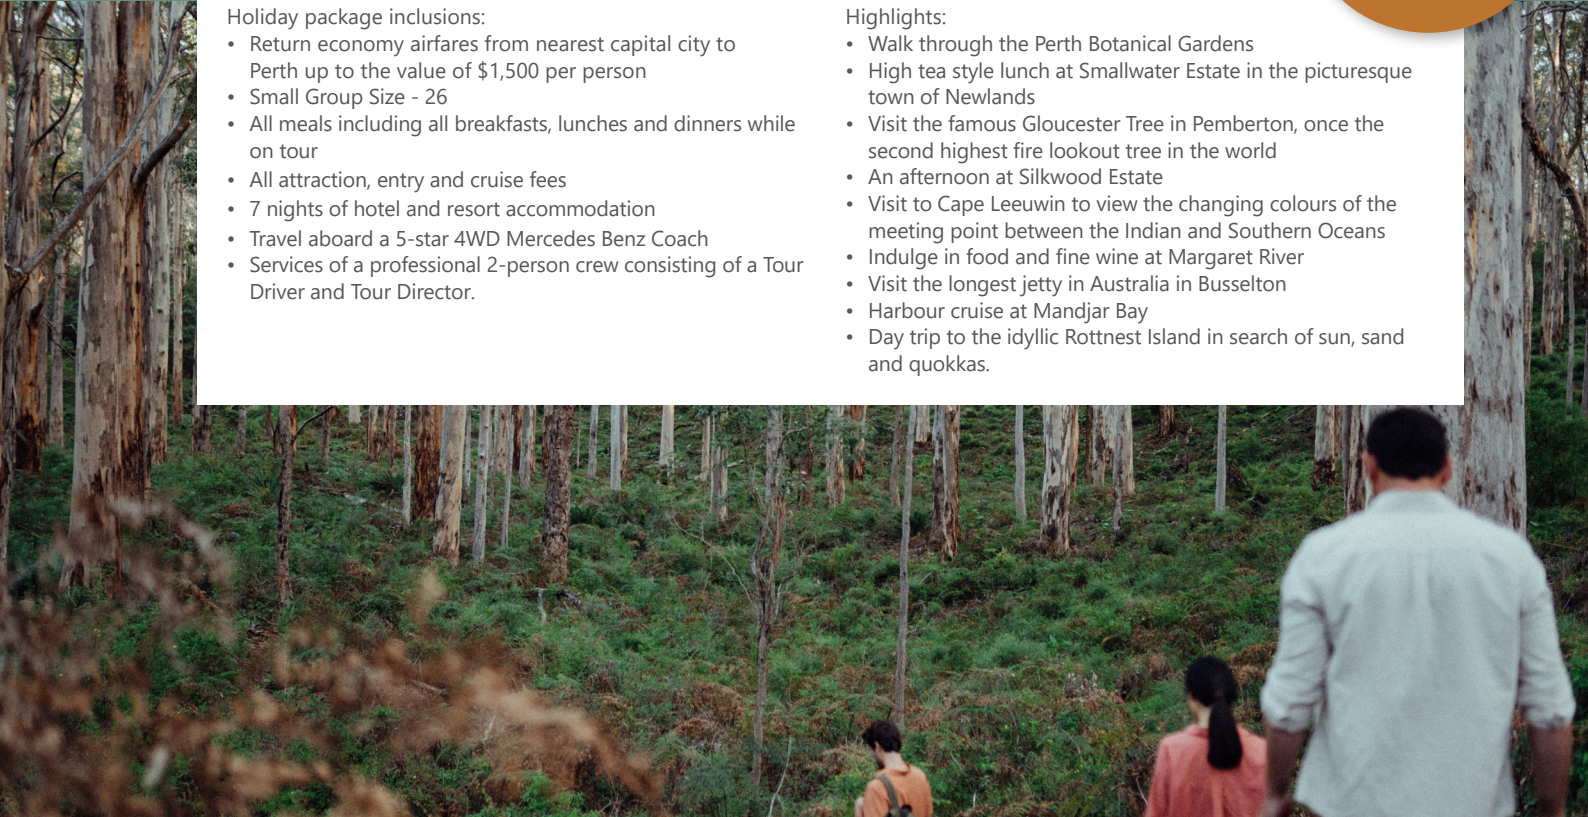 Holiday package inclusions:
• Return economy airfares from nearest capital city to
Perth up to the value of $1,500 per person
• Small Group Size - 26
• All meals including all breakfasts, lunches and dinners while
on tour
• All attraction, entry and cruise fees
• 7 nights of hotel and resort accommodation
• Travel aboard a 5-star 4WD Mercedes Benz Coach
• Services of a professional 2-person crew consisting of a Tour
Driver and Tour Director.
Highlights:
• Walk through the Perth Botanical Gardens
• High tea style lunch at Smallwater Estate in the picturesque
town of Newlands
• Visit the famous Gloucester Tree in Pemberton, once the
second highest fire lookout tree in the world
• An afternoon at Silkwood Estate
• Visit to Cape Leeuwin to view the changing colours of the
meeting point between the Indian and Southern Oceans
• Indulge in food and fine wine at Margaret River
• Visit the longest jetty in Australia in Busselton
• Harbour cruise at Mandjar Bay
• Day trip to the idyllic Rottnest Island in search of sun, sand
and quokkas.